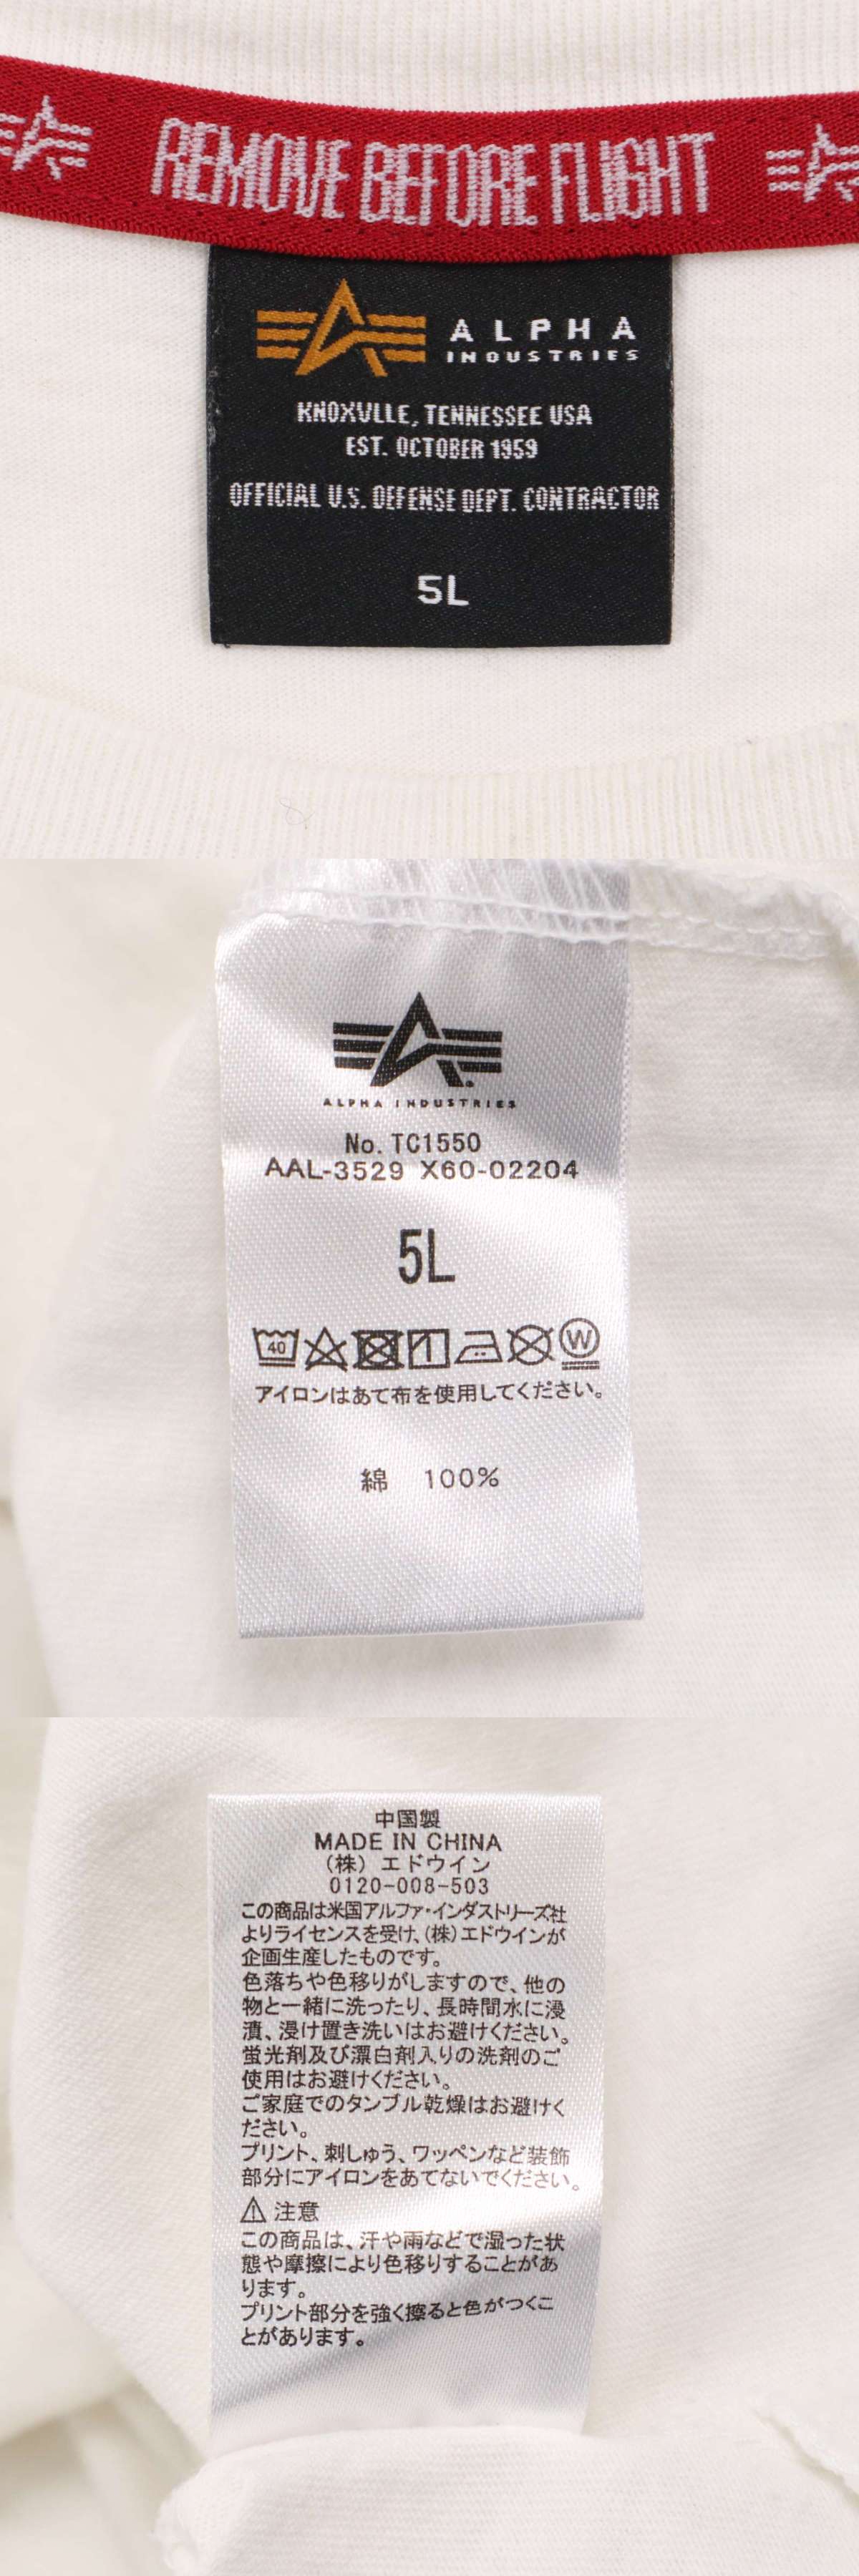 REMOVE BEFORE FLIGHT
ALPHA
INDUSTRIES
KNOXVLLE, TENNESSEE USA
EST. OCTOBER 1959
OFFICIAL U.S. DEFENSE DEPT. CONTRACTOR
5L
ALPHA INDUSTRIES
No. TC1550
AAL-3529 X60-02204
5L
40
W
アイロンはあて布を使用してください。
綿 100%
中国製
MADE IN CHINA
(株) エドウイン
0120-008-503
この商品は米国アルファ・インダストリーズ社
よりライセンスを受け、(株)エドウインが
企画生産したものです。
色落ちや色移りがしますので、他の
物と一緒に洗ったり、長時間水に浸
漬、浸け置き洗いはお避けください。
蛍光剤及び漂白剤入りの洗剤のご
使用はお避けください。
ご家庭でのタンブル乾燥はお避けく
ださい。
プリント、刺しゅう、ワッペンなど装飾
部分にアイロンをあてないでください。
⚠ 注意
この商品は、汗や雨などで湿った状
態や摩擦により色移りすることがあ
ります。
プリント部分を強く擦ると色がつくこ
とがあります。